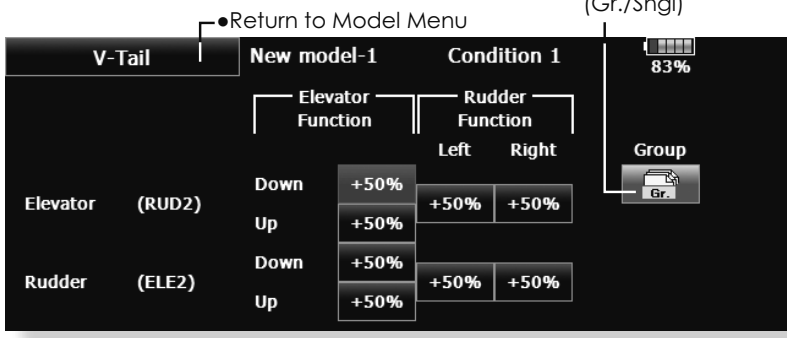 (Gr./Sngl)
●Return to Model Menu
V-Tail New model-1 Condition 1 83%
Elevator Function Rudder Function
Left Right Group
Gr.
Elevator (RUD2) Down +50% +50% +50%
Up +50%
Rudder (ELE2) Down +50% +50% +50%
Up +50%